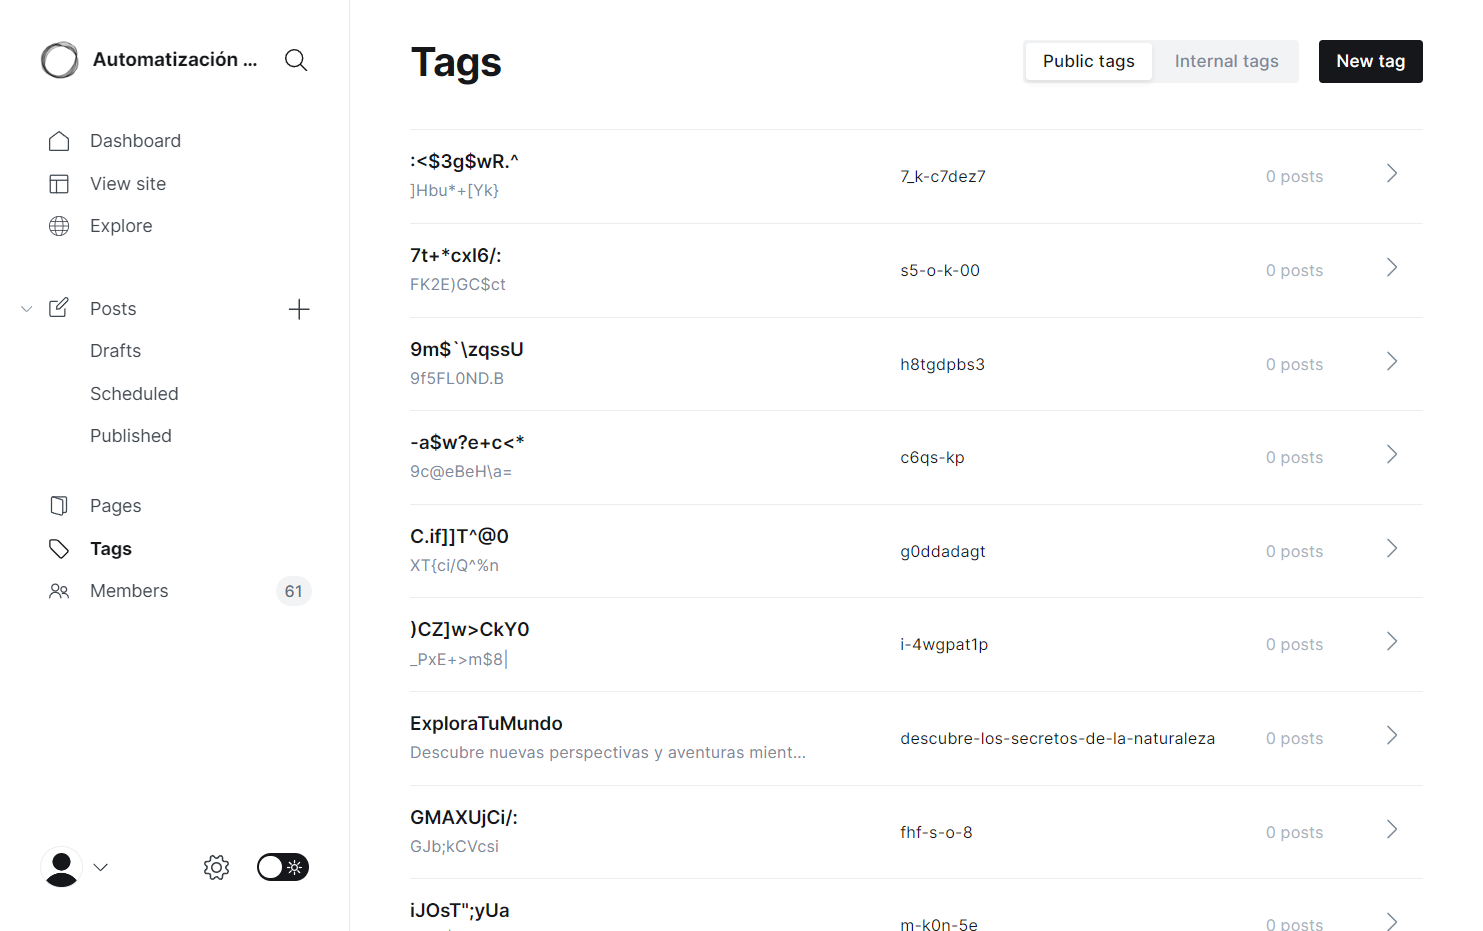 Automatización ...
Dashboard
View site
Explore
Posts
Drafts
Scheduled
Published
Pages
Tags
Members
61
Tags
Public tags
Internal tags
New tag
:<$3g$wR.^
]Hbu*+[Yk}
7_k-c7dez7
0 posts
7t+*cxI6/:
FK2E)GC$ct
s5-o-k-00
0 posts
9m$`\zqssU
9f5FL0ND.B
h8tgdpbs3
0 posts
-a$w?e+c<*
9c@eBeH\a=
c6qs-kp
0 posts
C.if]]T^@0
XT{ci/Q^%n
g0ddadagt
0 posts
)CZ]w>CkY0
_PxE+>m$8|
i-4wgpat1p
0 posts
ExploraTuMundo
Descubre nuevas perspectivas y aventuras mient...
descubre-los-secretos-de-la-naturaleza
0 posts
GMAXUjCi/:
GJb;kCVcsi
fhf-s-o-8
0 posts
iJOsT";yUa
m-k0n-5e
0 posts